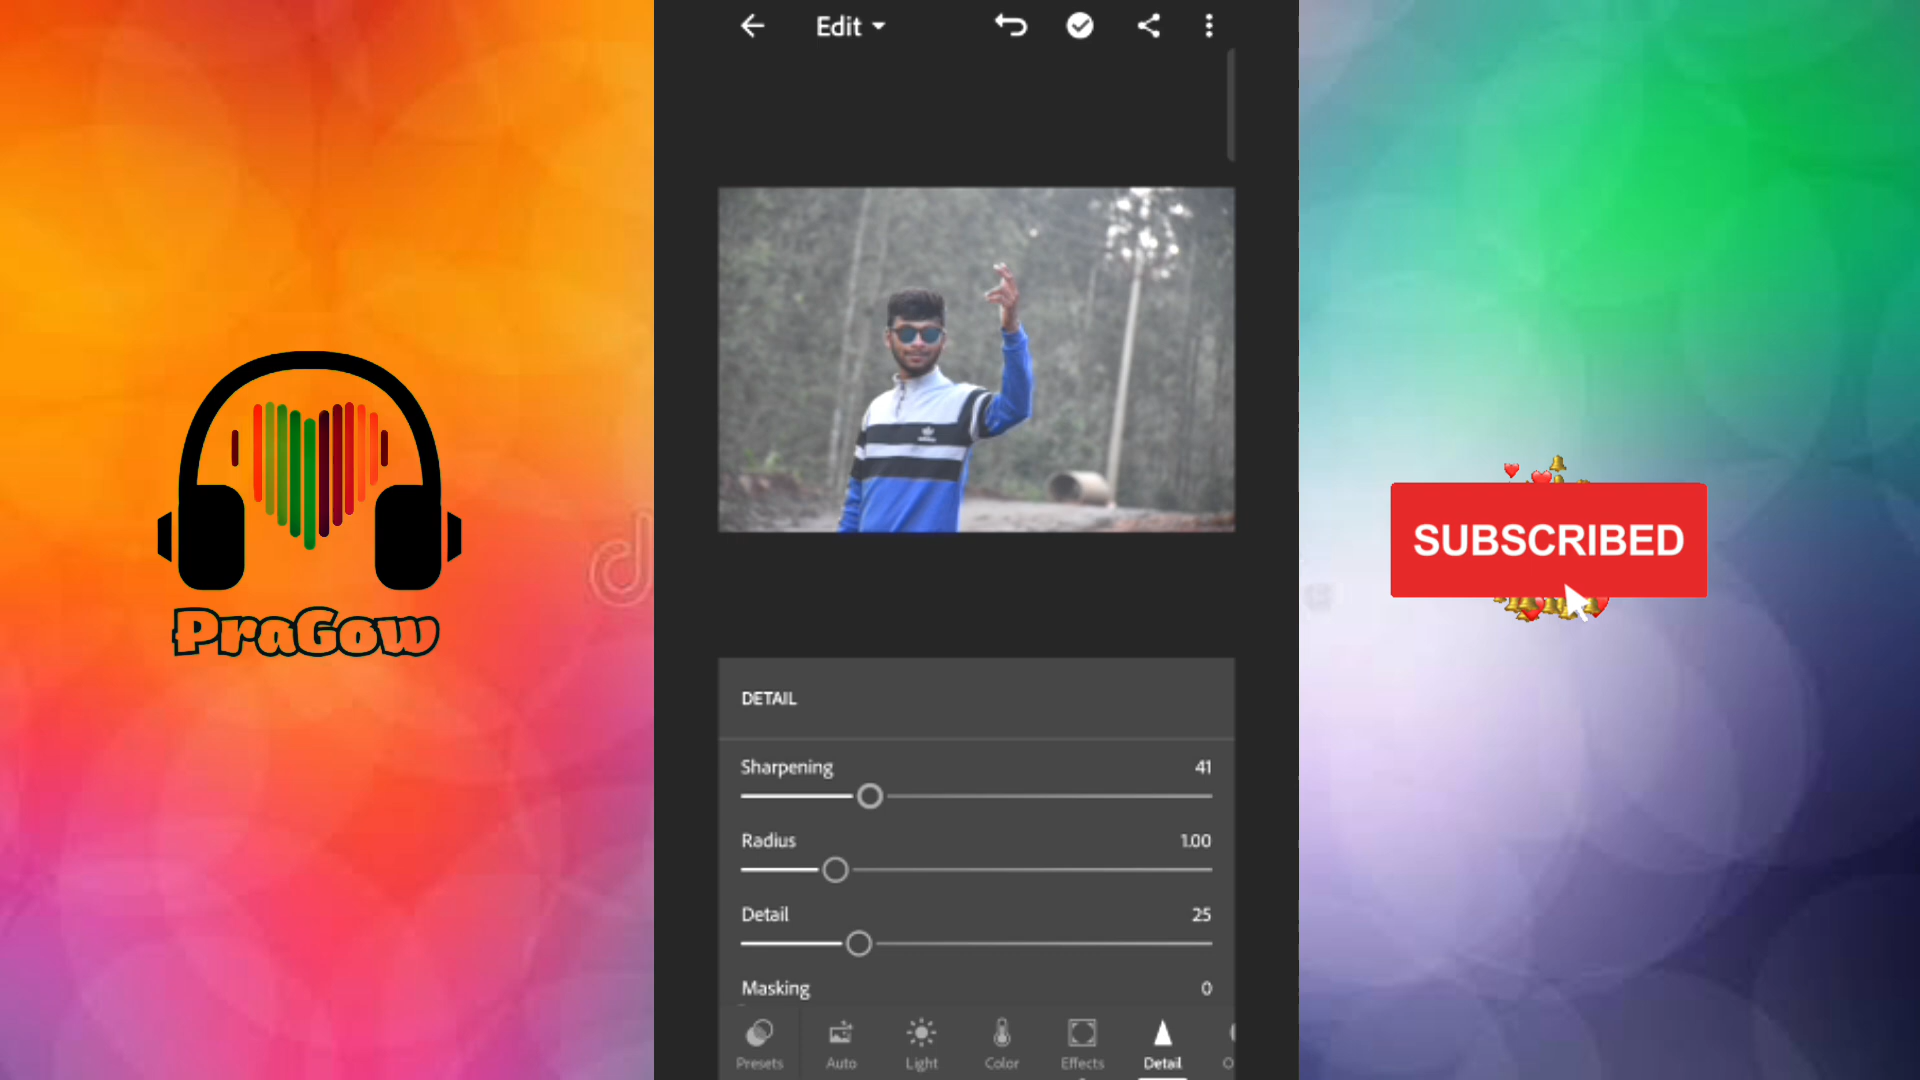 Edit
PraGow
SUBSCRIBED
DETAIL
Sharpening 41
Radius 1.00
Detail 25
Masking 0
Presets Auto Light Color Effects Detail